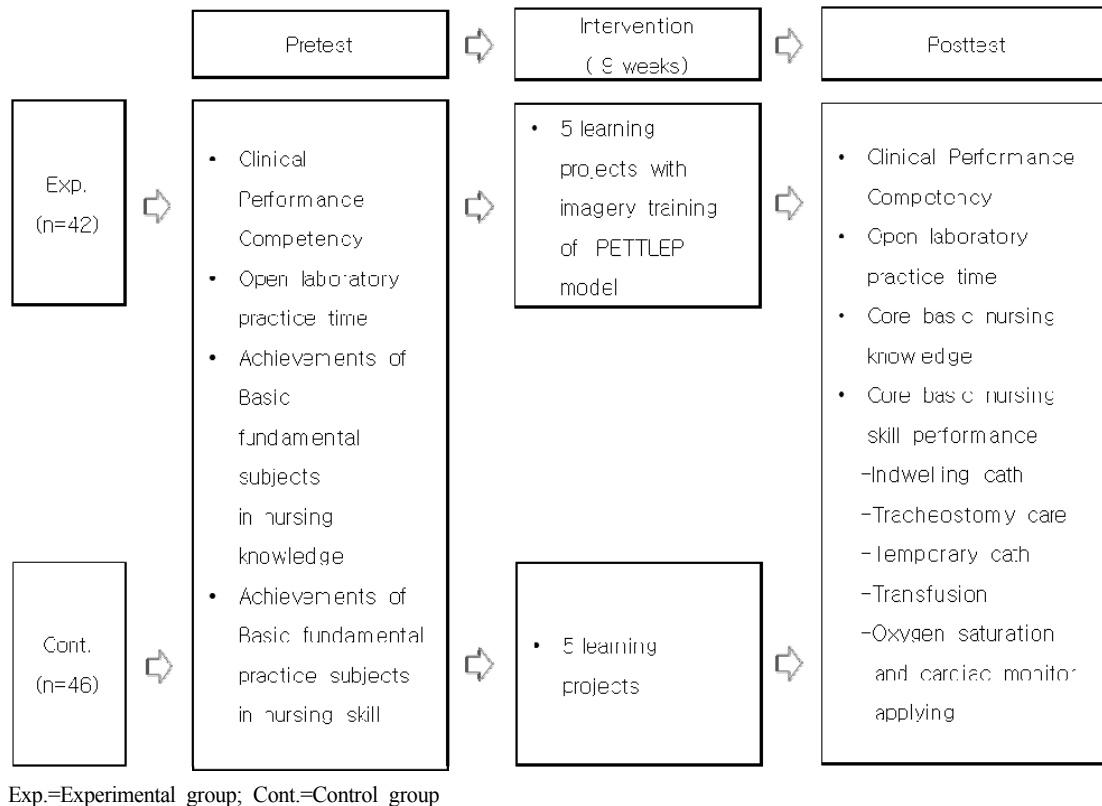 Pretest
Intervention
( 9 weeks)
Posttest
Exp.
(n=42)
• Clinical
Performance
Competency
• Open laboratory
practice time
• Achievements of
Basic
fundamental
subjects
in nursing
knowledge
• Achievements of
Basic fundamental
practice subjects
in nursing skill
• 5 learning
projects with
imagery training
of PETTLEP
model
• Clinical Performance
Competency
• Open laboratory
practice time
• Core basic nursing
knowledge
• Core basic nursing
skill performance
-Indwelling cath
-Tracheostomy care
-Temporary cath
-Transfusion
-Oxygen saturation
and cardiac monitor
applying
Cont.
(n=46)
• 5 learning
projects
Exp.=Experimental group; Cont.=Control group